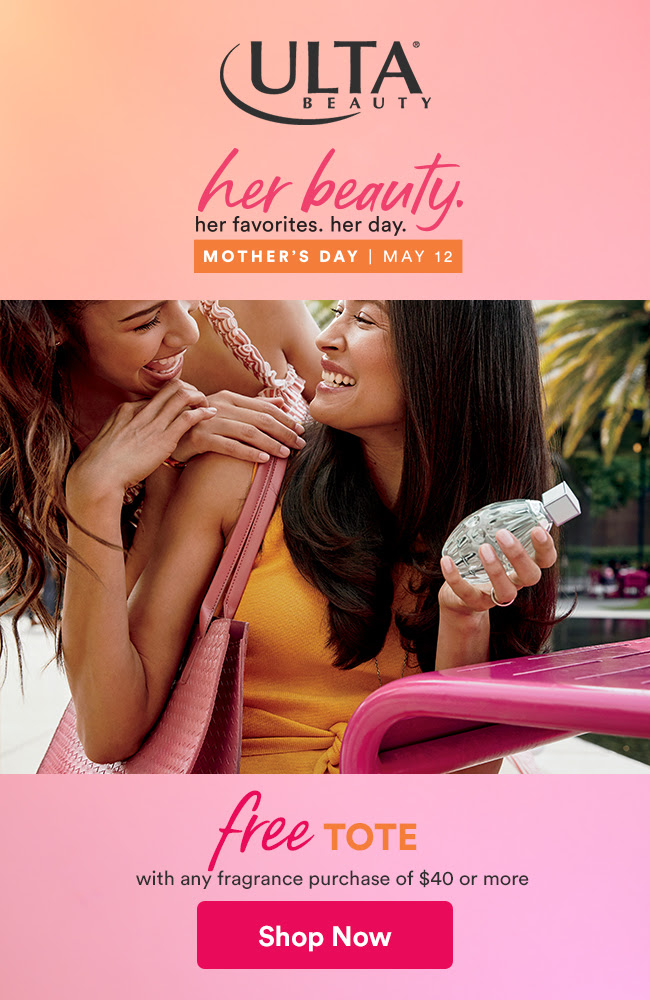 ULTA®
BEAUTY
her beauty.
her favorites. her day.
MOTHER'S DAY | MAY 12
free TOTE
with any fragrance purchase of $40 or more
Shop Now